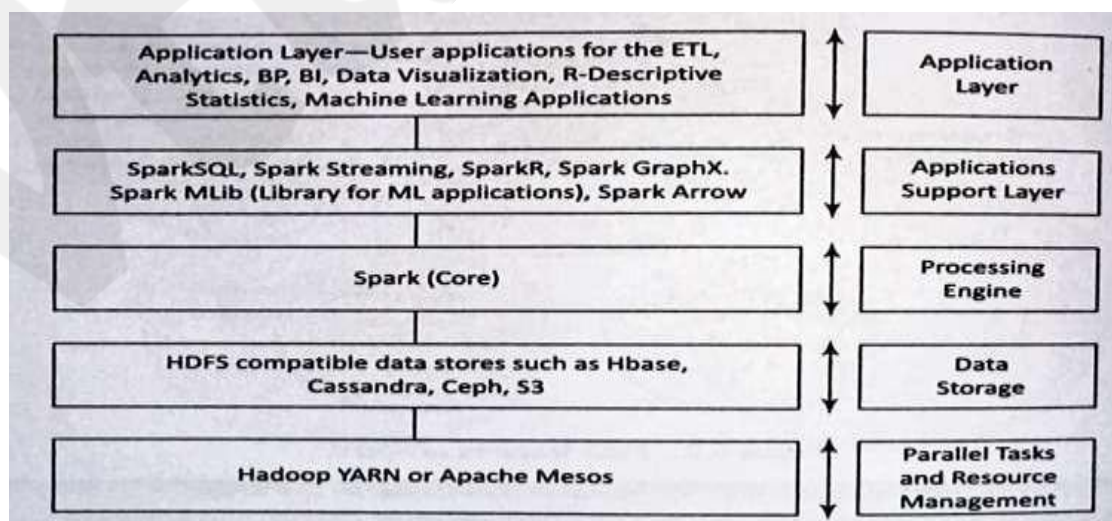 Application Layer—User applications for the ETL,
Analytics, BP, BI, Data Visualization, R-Descriptive
Statistics, Machine Learning Applications
Application
Layer
SparkSQL, Spark Streaming, SparkR, Spark GraphX.
Spark MLib (Library for ML applications), Spark Arrow
Applications
Support Layer
Spark (Core)
Processing
Engine
HDFS compatible data stores such as Hbase,
Cassandra, Ceph, S3
Data
Storage
Hadoop YARN or Apache Mesos
Parallel Tasks
and Resource
Management